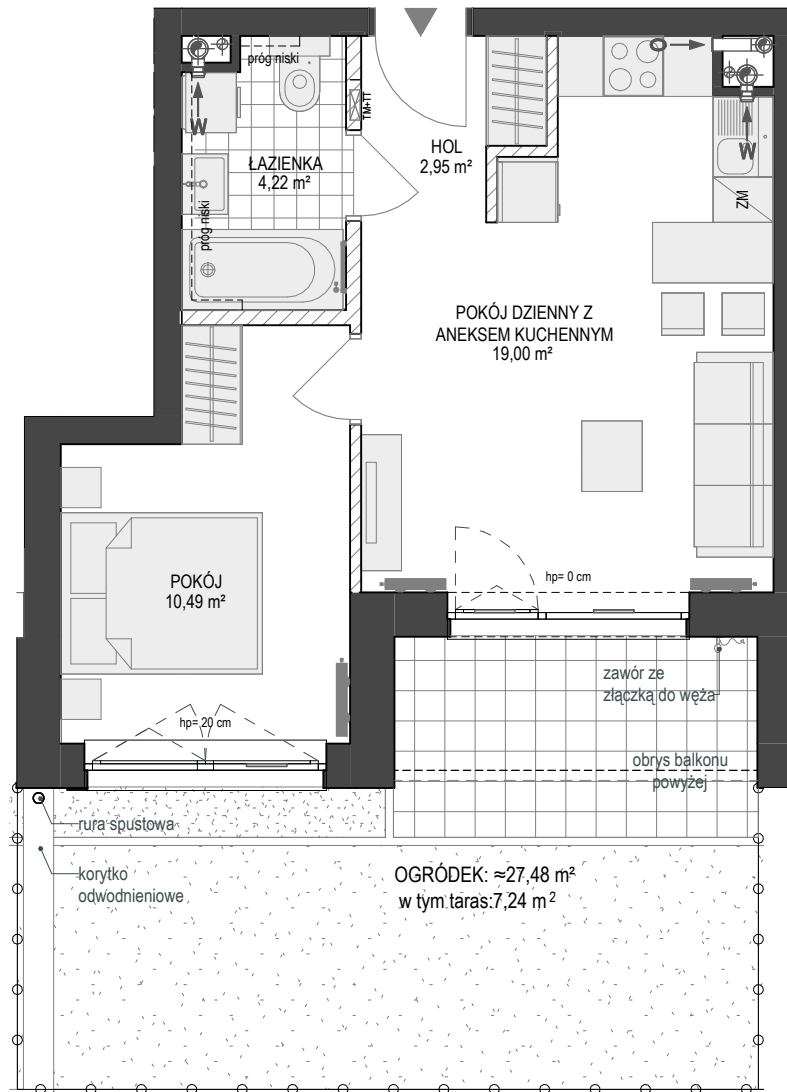 próg niski
TM+TT
W
ŁAZIENKA
4,22 m²
próg niski
HOL
2,95 m²
O
W
ZM
POKÓJ DZIENNY Z
ANEKSEM KUCHENNYM
19,00 m²
POKÓJ
10,49 m²
hp= 0 cm
hp= 20 cm
zawór ze
złączką do węża
obrys balkonu
powyżej
rura spustowa
korytko
odwodnieniowe
OGRÓDEK: ≈27,48 m²
w tym taras:7,24 m²